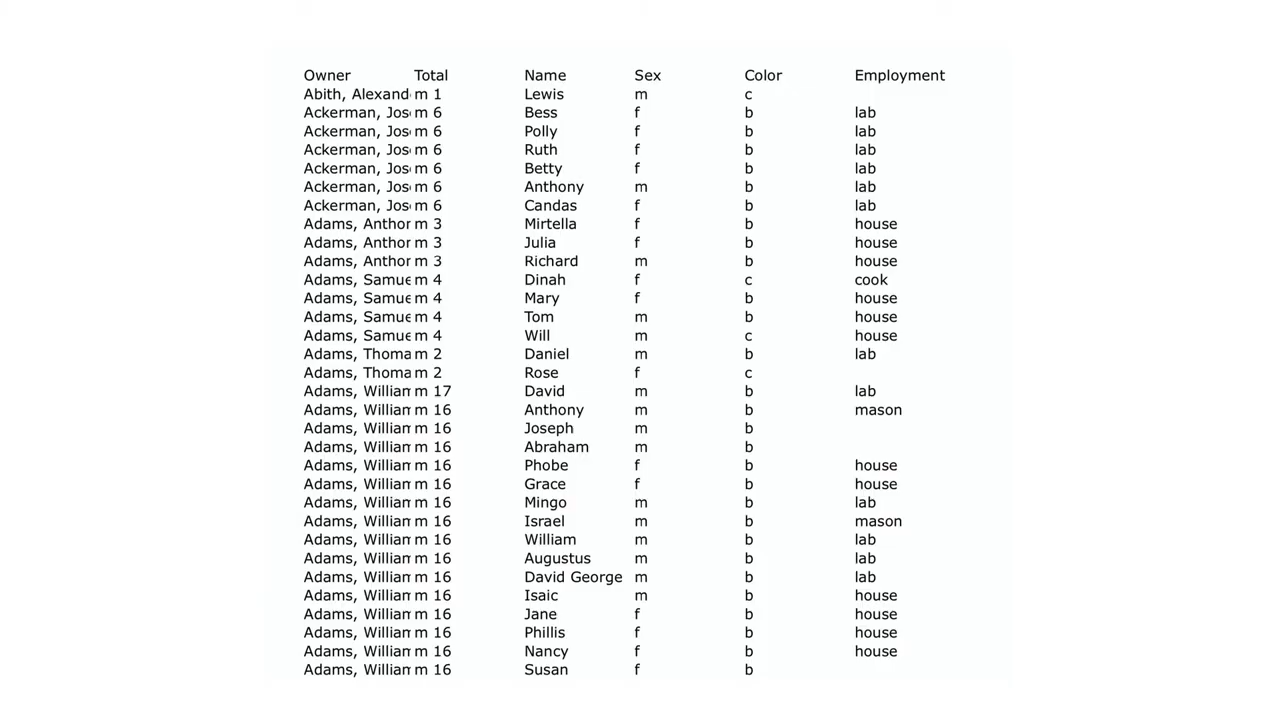 Owner Total Name Sex Color Employment
Abith, Alexand m 1 Lewis m c
Ackerman, Jos m 6 Bess f b lab
Ackerman, Jos m 6 Polly f b lab
Ackerman, Jos m 6 Ruth f b lab
Ackerman, Jos m 6 Betty f b lab
Ackerman, Jos m 6 Anthony m b lab
Ackerman, Jos m 6 Candas f b lab
Adams, Anthon m 3 Mirtella f b house
Adams, Anthon m 3 Julia f b house
Adams, Anthon m 3 Richard m b house
Adams, Samue m 4 Dinah f c cook
Adams, Samue m 4 Mary f b house
Adams, Samue m 4 Tom m b house
Adams, Samue m 4 Will m c house
Adams, Thoma m 2 Daniel m b lab
Adams, Thoma m 2 Rose f c
Adams, William m 17 David m b lab
Adams, William m 16 Anthony m b mason
Adams, William m 16 Joseph m b
Adams, William m 16 Abraham m b
Adams, William m 16 Phobe f b house
Adams, William m 16 Grace f b house
Adams, William m 16 Mingo m b lab
Adams, William m 16 Israel m b mason
Adams, William m 16 William m b lab
Adams, William m 16 Augustus m b lab
Adams, William m 16 David George m b lab
Adams, William m 16 Isaic m b house
Adams, William m 16 Jane f b house
Adams, William m 16 Phillis f b house
Adams, William m 16 Nancy f b house
Adams, William m 16 Susan f b